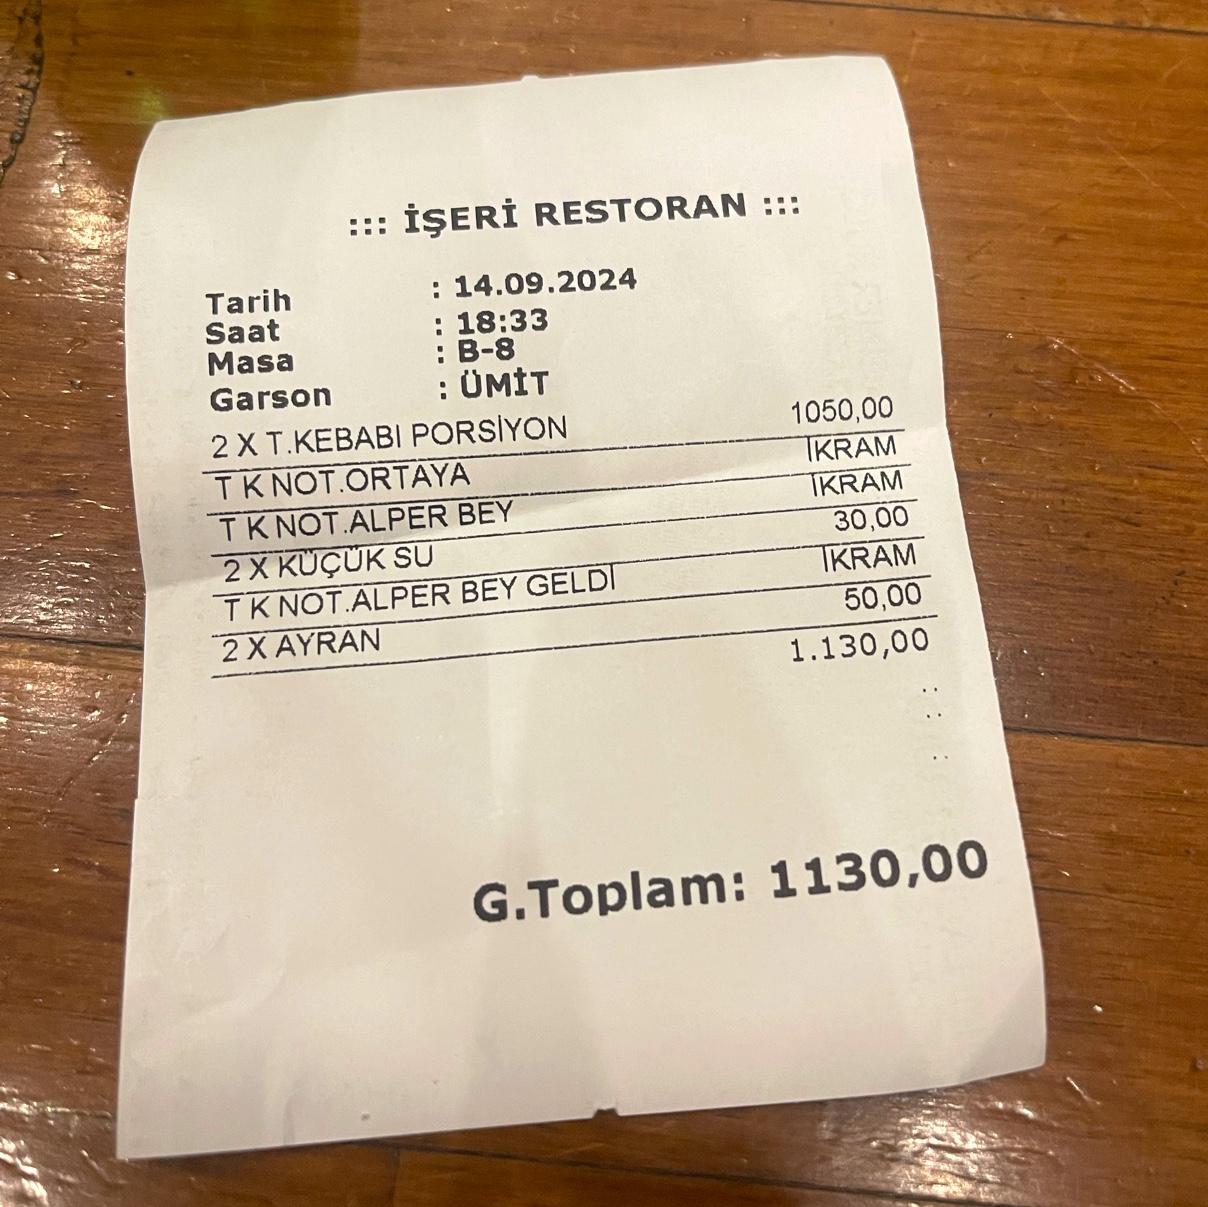 ::: İŞERİ RESTORAN :::
Tarih : 14.09.2024
Saat : 18:33
Masa : B-8
Garson : ÜMİT
2 X T.KEBABI PORSİYON 1050,00
T K NOT.ORTAYA İKRAM
T K NOT.ALPER BEY İKRAM
2 X KÜÇÜK SU 30,00
T K NOT.ALPER BEY GELDİ İKRAM
2 X AYRAN 50,00
1.130,00
..
..
..
G.Toplam: 1130,00